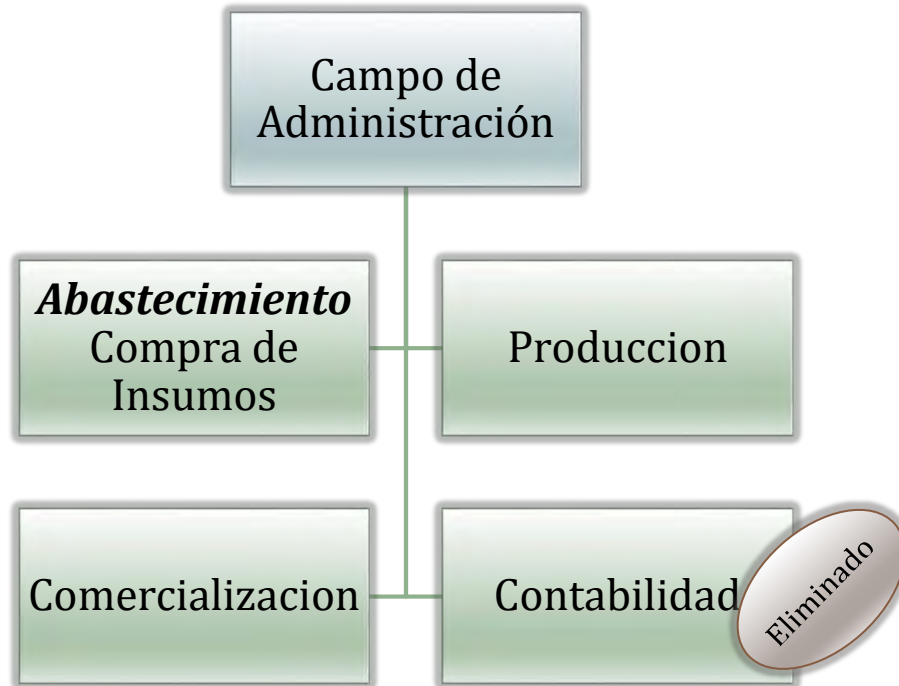 Campo de
Administración
Abastecimiento
Compra de
Insumos
Produccion
Comercializacion
Contabilidad
Eliminado